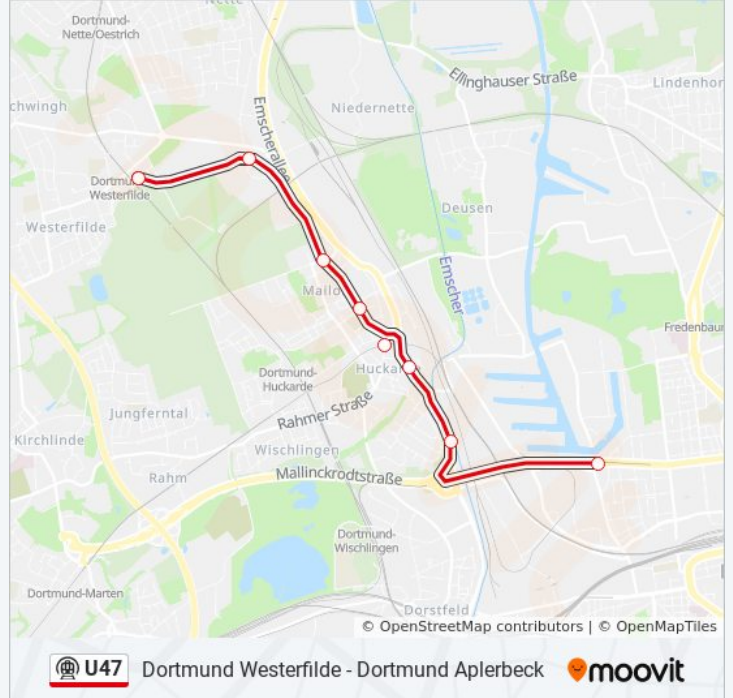 Nette
Dortmund-
Nette/Oestrich
Ellinghauser Straße
Lindenhor
chwingh
Niedernette
Emscherallee
Dortmu
Westerfilde
Westerfilde
Deusen
Emscher
Mailo
Fredenbaur
Huckar
Dortmund-
Huckarde
Rahmer Straße
Jungferntal
Kirchlinde
Wischlingen
Rahm
Mallinckrodtstraße
Dortmund-
Wischlingen
Dortmund-Marten
Dorstfeld
© OpenStreetMap contributors | © OpenMapTiles
U47 Dortmund Westerfilde - Dortmund Aplerbeck moovit